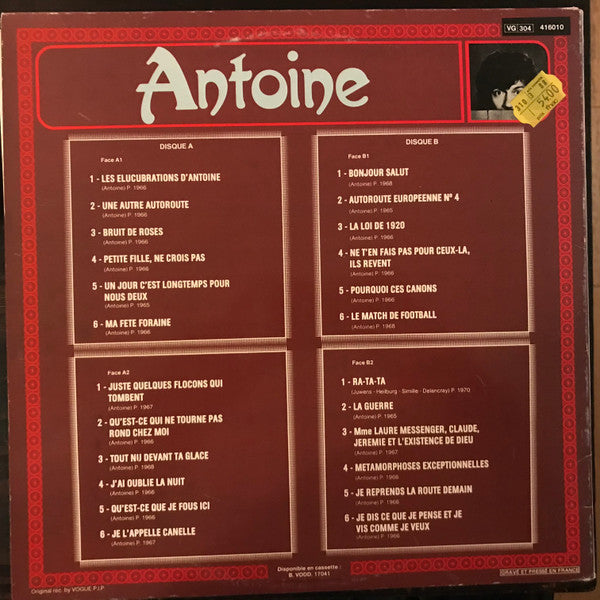 VG 304 416010
Antoine
5400
DISQUE A
Face A1
1 - LES ELUCUBRATIONS D'ANTOINE
(Antoine) P. 1966
2 - UNE AUTRE AUTOROUTE
(Antoine) P. 1966
3 - BRUIT DE ROSES
(Antoine) P. 1966
4 - PETITE FILLE, NE CROIS PAS
(Antoine) P. 1966
5 - UN JOUR C'EST LONGTEMPS POUR
NOUS DEUX
(Antoine) P. 1965
6 - MA FETE FORAINE
(Antoine) P. 1966
DISQUE B
Face B1
1 - BONJOUR SALUT
(Antoine) P. 1968
2 - AUTOROUTE EUROPEENNE N° 4
(Antoine) P. 1965
3 - LA LOI DE 1920
(Antoine) P. 1966
4 - NE T'EN FAIS PAS POUR CEUX-LA,
ILS REVENT
(Antoine) P. 1966
5 - POURQUOI CES CANONS
(Antoine) P. 1966
6 - LE MATCH DE FOOTBALL
(Antoine) P. 1968
Face A2
1 - JUSTE QUELQUES FLOCONS QUI
TOMBENT
(Antoine) P. 1967
2 - QU'EST-CE QUI NE TOURNE PAS
ROND CHEZ MOI
(Antoine) P. 1966
3 - TOUT NU DEVANT TA GLACE
(Antoine) P. 1968
4 - J'AI OUBLIE LA NUIT
(Antoine) P. 1966
5 - QU'EST-CE QUE JE FOUS ICI
(Antoine) P. 1966
6 - JE L'APPELLE CANELLE
(Antoine) P. 1967
Face B2
1 - RA-TA-TA
(Juwens - Heilburg - Simille - Delancray) P. 1970
2 - LA GUERRE
(Antoine) P. 1965
3 - Mme LAURE MESSENGER, CLAUDE,
JEREMIE ET L'EXISTENCE DE DIEU
(Antoine) P. 1967
4 - METAMORPHOSES EXCEPTIONNELLES
(Antoine) P. 1966
5 - JE REPRENDS LA ROUTE DEMAIN
(Antoine) P. 1966
6 - JE DIS CE QUE JE PENSE ET JE
VIS COMME JE VEUX
(Antoine) P. 1966
Disponible en cassette :
B. VODD. 17041
Original rec. by VOGUE P.I.P.
GRAVÉ ET PRESSÉ EN FRANCE